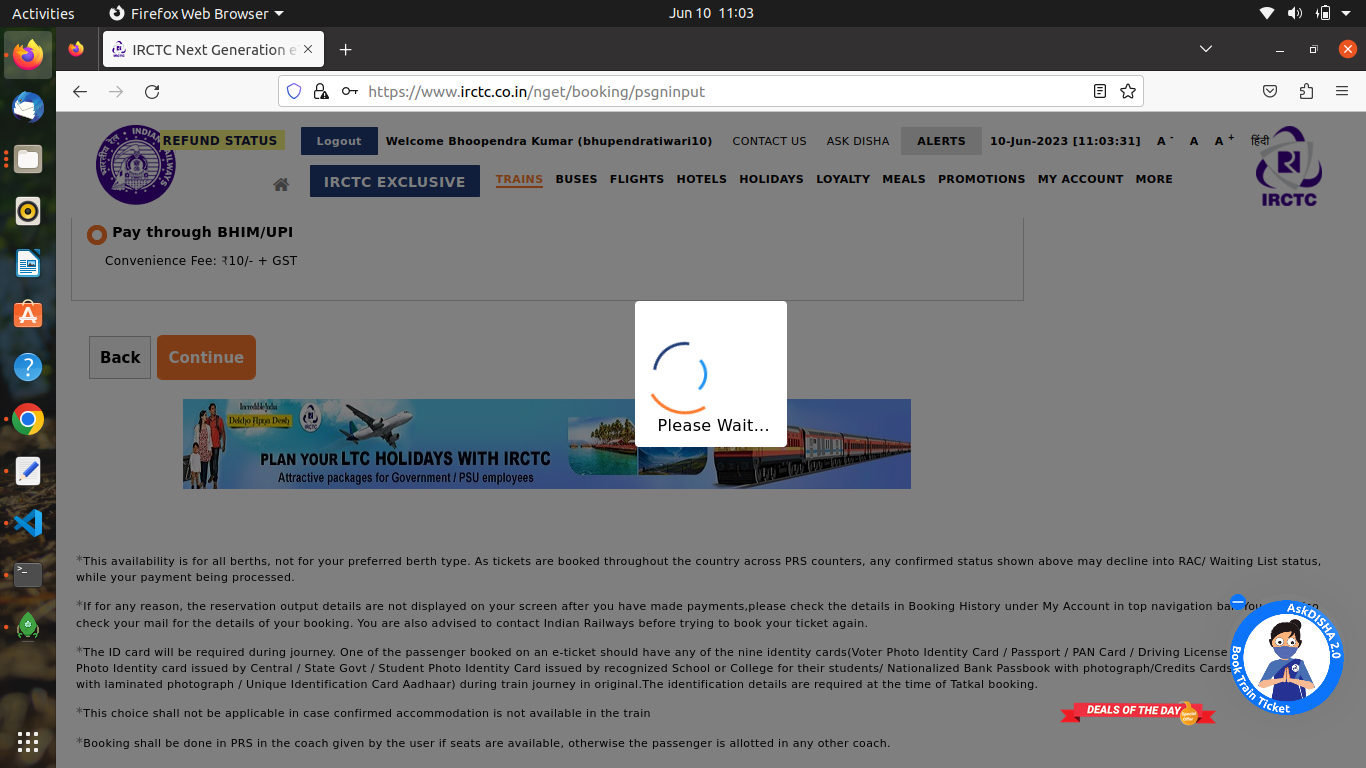 Activities
Firefox Web Browser
Jun 10 11:03
IRCTC Next Generation e
https://www.irctc.co.in/nget/booking/psgninput
REFUND STATUS
Logout
Welcome Bhoopendra Kumar (bhupendratiwari10)
CONTACT US
ASK DISHA
ALERTS
10-Jun-2023 [11:03:31]
A -
A
A +
हिंदी
IRCTC EXCLUSIVE
TRAINS
BUSES
FLIGHTS
HOTELS
HOLIDAYS
LOYALTY
MEALS
PROMOTIONS
MY ACCOUNT
MORE
IRCTC
Pay through BHIM/UPI
Convenience Fee: ₹10/- + GST
Back
Continue
Please Wait...
Incredible India
Dekho Apna Desh
PLAN YOUR LTC HOLIDAYS WITH IRCTC
Attractive packages for Government / PSU employees
*This availability is for all berths, not for your preferred berth type. As tickets are booked throughout the country across PRS counters, any confirmed status shown above may decline into RAC/ Waiting List status,
while your payment being processed.
*If for any reason, the reservation output details are not displayed on your screen after you have made payments,please check the details in Booking History under My Account in top navigation
check your mail for the details of your booking. You are also advised to contact Indian Railways before trying to book your ticket again.
*The ID card will be required during journey. One of the passenger booked on an e-ticket should have any of the nine identity cards(Voter Photo Identity Card / Passport / PAN Card / Driving License
Photo Identity card issued by Central / State Govt / Student Photo Identity Card issued by recognized School or College for their students/ Nationalized Bank Passbook with photograph/Credits Cards
with laminated photograph / Unique Identification Card Aadhaar) during train journey in original.The identification details are required at the time of Tatkal booking.
*This choice shall not be applicable in case confirmed accommodation is not available in the train
*Booking shall be done in PRS in the coach given by the user if seats are available, otherwise the passenger is allotted in any other coach.
DEALS OF THE DAY
Special Offer
AskDISHA 2.0
Book Train Ticket